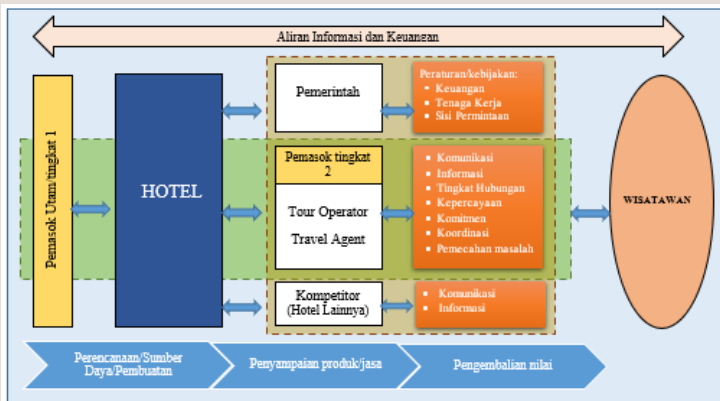 Aliran Informasi dan Keuangan
Pemasok Utam/tingkat 1
HOTEL
Pemerintah
Peraturan/kebijakan:
Keuangan
Tenaga Kerja
Sisi Permintaan
Pemasok tingkat
2
Tour Operator
Travel Agent
Komunikasi
Informasi
Tingkat Hubungan
Kepercayaan
Komitmen
Koordinasi
Pemecahan masalah
Kompetitor
(Hotel Lainnya)
Komunikasi
Informasi
WISATAWAN
Perencanaan/Sumber
Daya/Pembuatan
Penyampaian produk/jasa
Pengembalian nilai